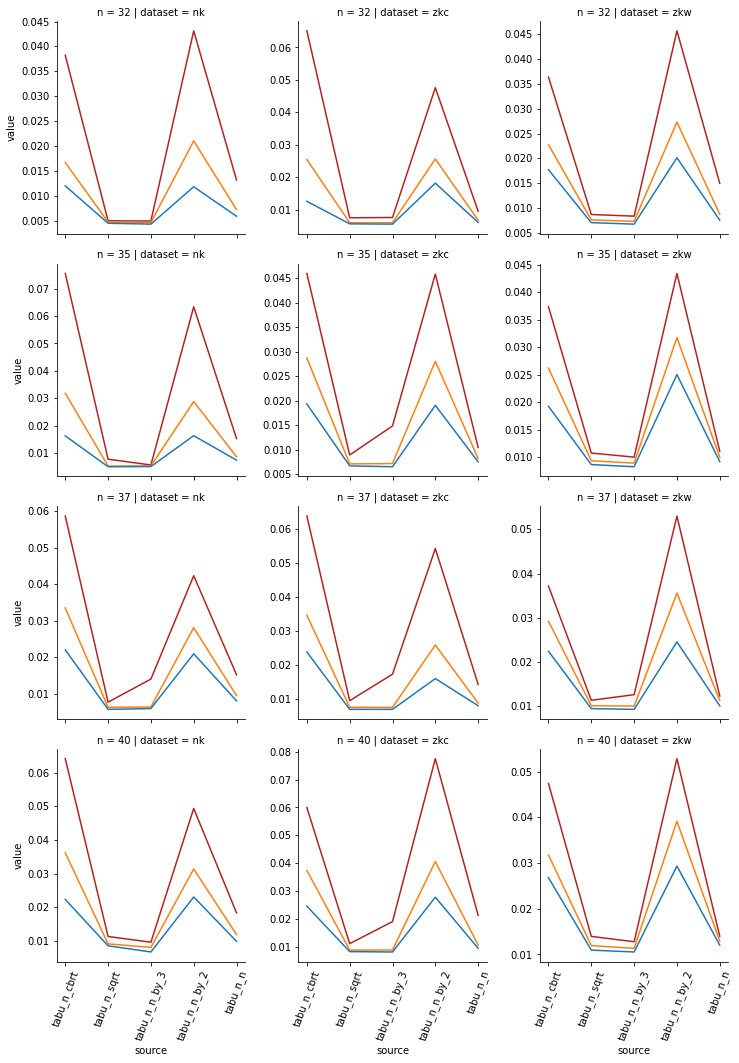 n = 32 | dataset = nk
n = 32 | dataset = zkc
n = 32 | dataset = zkw
value
0.045
0.040
0.035
0.030
0.025
0.020
0.015
0.010
0.005
0.06
0.05
0.04
0.03
0.02
0.01
0.045
0.040
0.035
0.030
0.025
0.020
0.015
0.010
0.005
n = 35 | dataset = nk
n = 35 | dataset = zkc
n = 35 | dataset = zkw
value
0.07
0.06
0.05
0.04
0.03
0.02
0.01
0.045
0.040
0.035
0.030
0.025
0.020
0.015
0.010
0.005
0.045
0.040
0.035
0.030
0.025
0.020
0.015
0.010
n = 37 | dataset = nk
n = 37 | dataset = zkc
n = 37 | dataset = zkw
value
0.06
0.05
0.04
0.03
0.02
0.01
0.06
0.05
0.04
0.03
0.02
0.01
0.05
0.04
0.03
0.02
0.01
n = 40 | dataset = nk
n = 40 | dataset = zkc
n = 40 | dataset = zkw
value
0.06
0.05
0.04
0.03
0.02
0.01
0.08
0.07
0.06
0.05
0.04
0.03
0.02
0.01
0.05
0.04
0.03
0.02
0.01
tabu_n_cbrt
tabu_n_sqrt
tabu_n_n_by_3
tabu_n_n_by_2
tabu_n_n
source
tabu_n_cbrt
tabu_n_sqrt
tabu_n_n_by_3
tabu_n_n_by_2
tabu_n_n
source
tabu_n_cbrt
tabu_n_sqrt
tabu_n_n_by_3
tabu_n_n_by_2
tabu_n_n
source